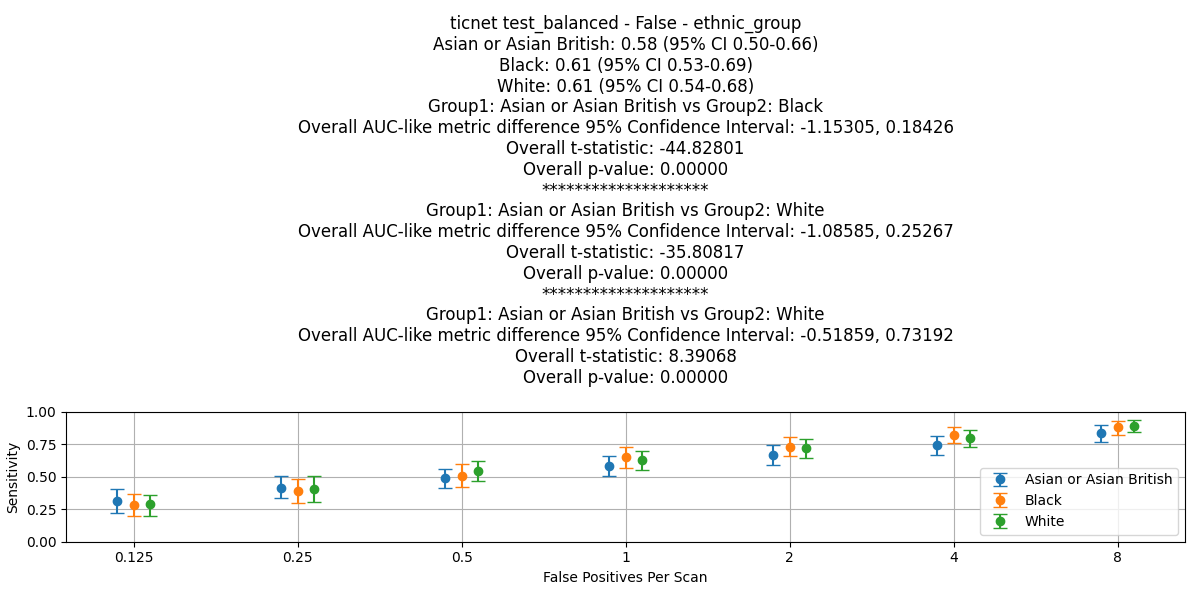 ticnet test_balanced - False - ethnic_group
Asian or Asian British: 0.58 (95% CI 0.50-0.66)
Black: 0.61 (95% CI 0.53-0.69)
White: 0.61 (95% CI 0.54-0.68)
Group1: Asian or Asian British vs Group2: Black
Overall AUC-like metric difference 95% Confidence Interval: -1.15305, 0.18426
Overall t-statistic: -44.82801
Overall p-value: 0.00000
********************
Group1: Asian or Asian British vs Group2: White
Overall AUC-like metric difference 95% Confidence Interval: -1.08585, 0.25267
Overall t-statistic: -35.80817
Overall p-value: 0.00000
********************
Group1: Asian or Asian British vs Group2: White
Overall AUC-like metric difference 95% Confidence Interval: -0.51859, 0.73192
Overall t-statistic: 8.39068
Overall p-value: 0.00000
1.00
0.75
0.50
0.25
0.00
Sensitivity
Asian or Asian British
Black
White
0.125 0.25 0.5 1 2 4 8
False Positives Per Scan